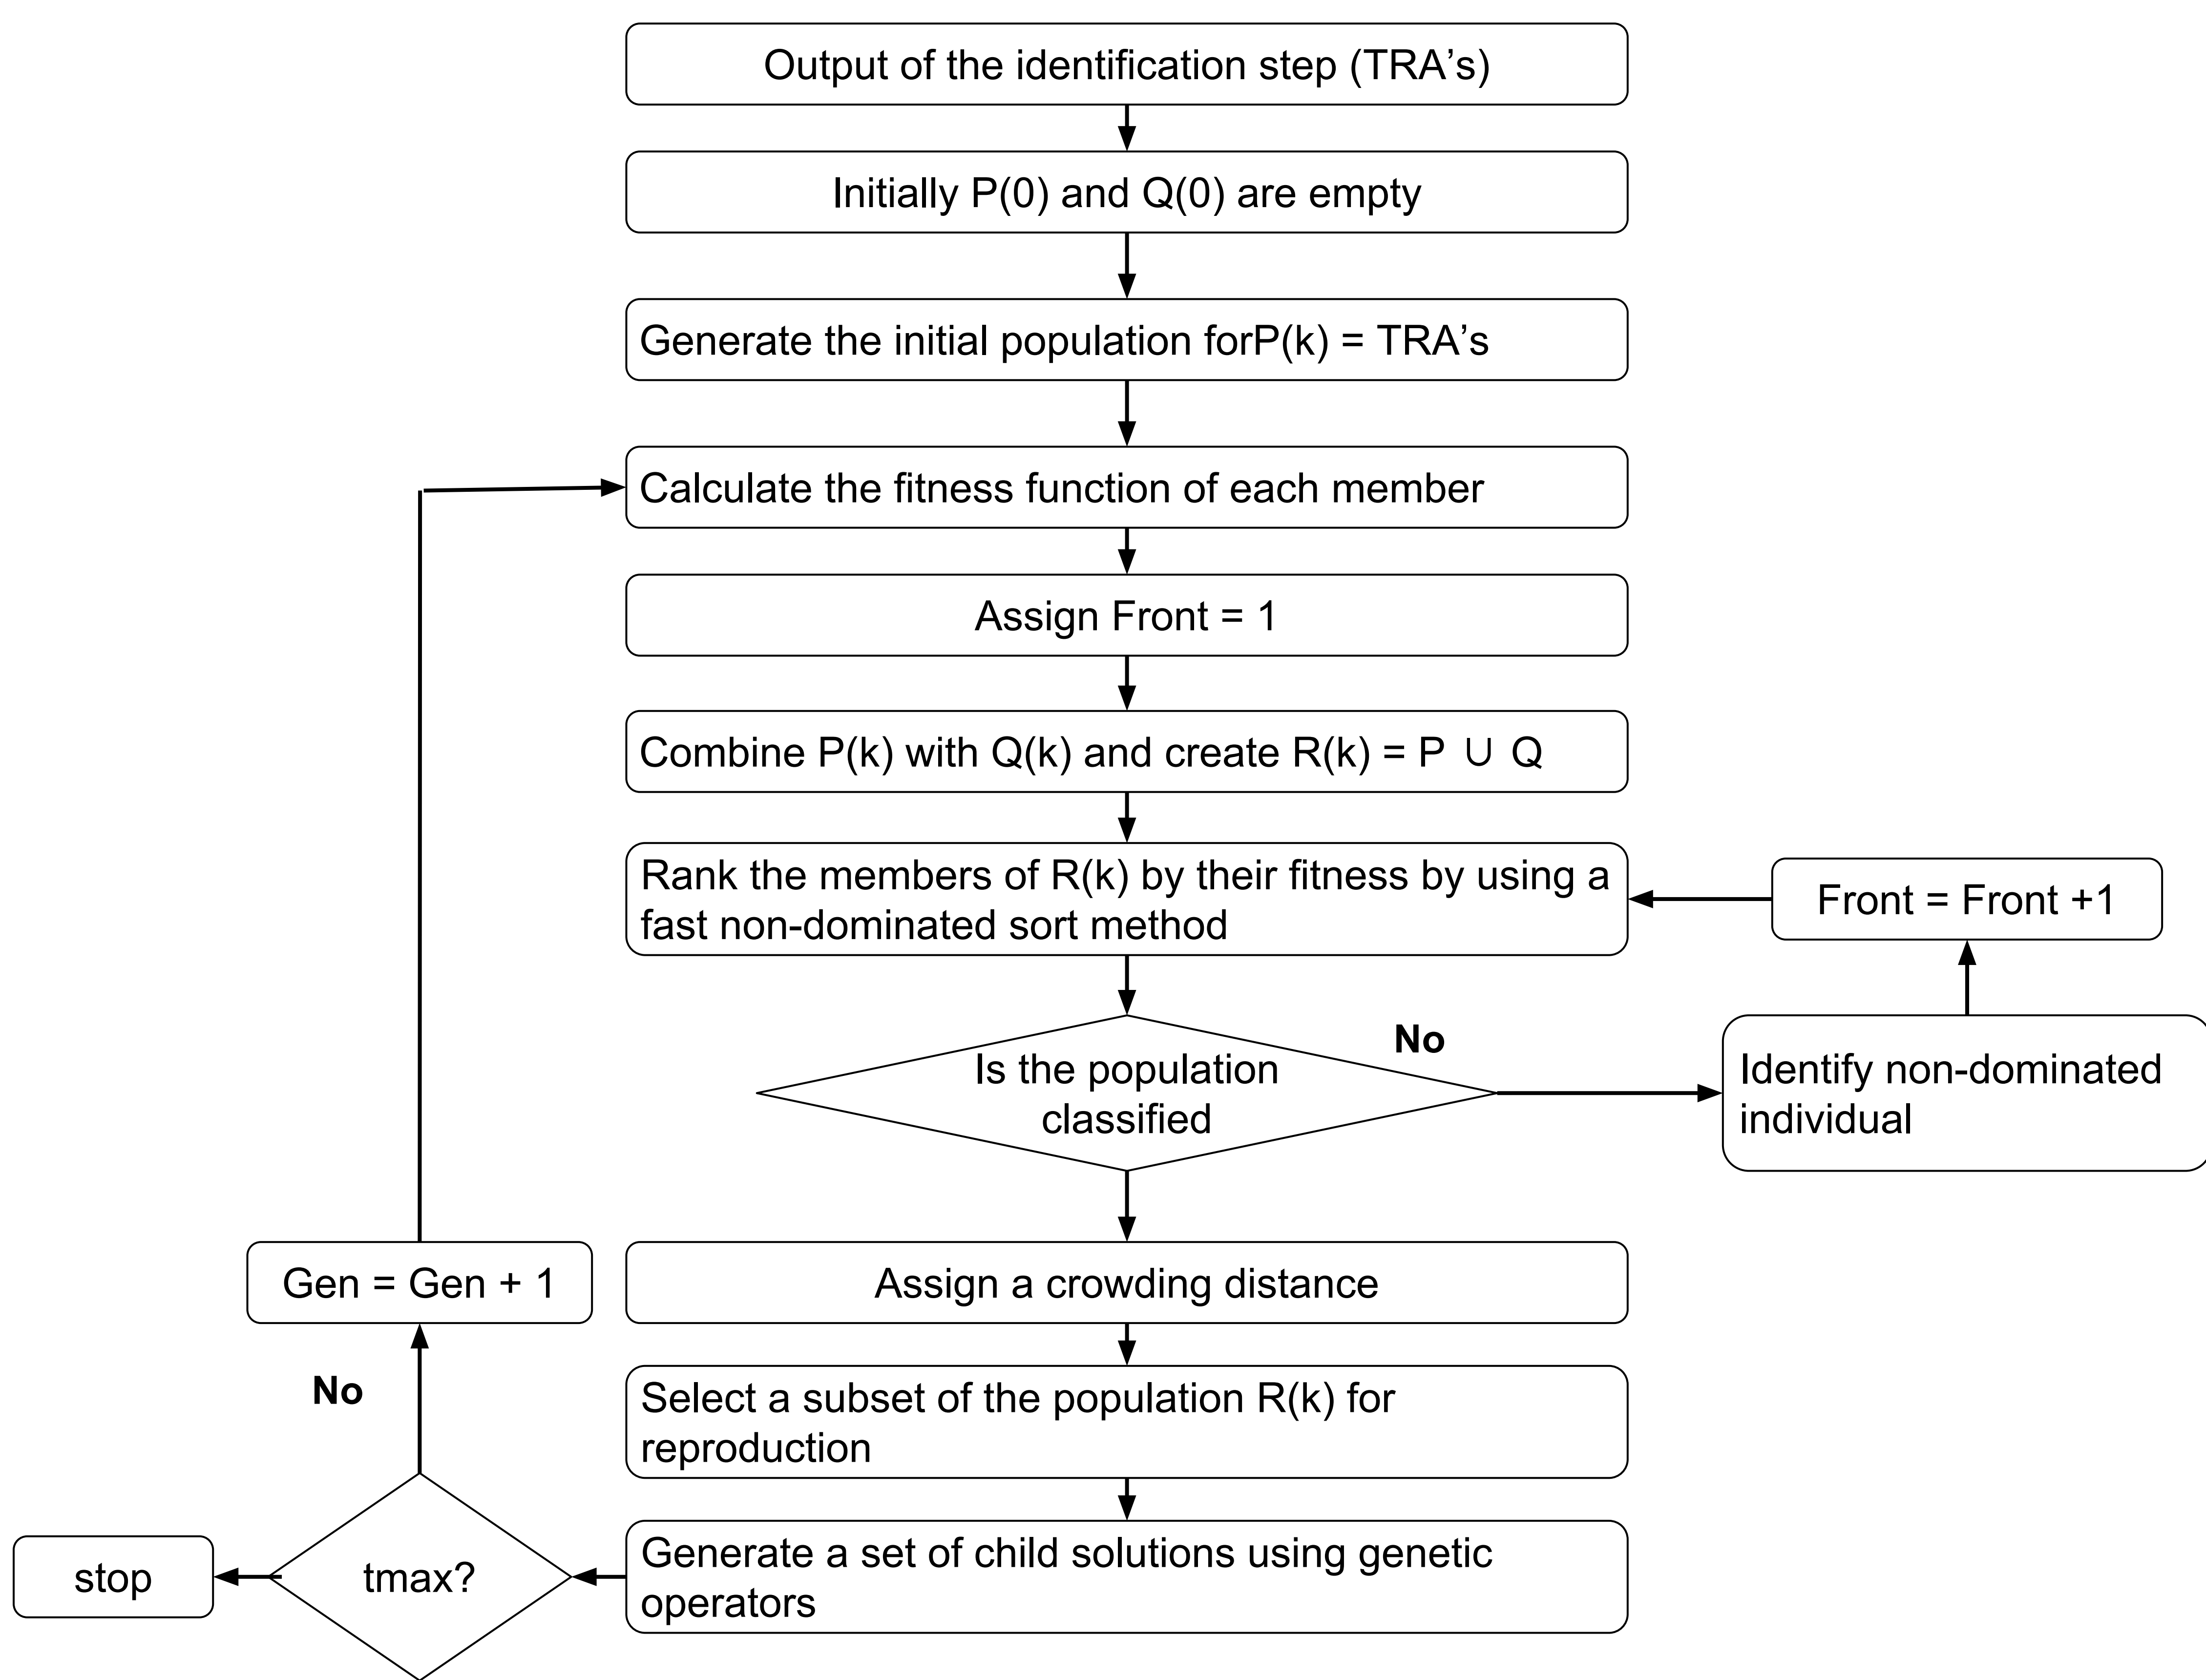 Output of the identification step (TRA’s)
Initially P(0) and Q(0) are empty
Generate the initial population forP(k) = TRA’s
Calculate the fitness function of each member
Assign Front = 1
Combine P(k) with Q(k) and create R(k) = P ∪ Q
Rank the members of R(k) by their fitness by using a
fast non-dominated sort method
Front = Front +1
No
Is the population
classified
Identify non-dominated
individual
Gen = Gen + 1
Assign a crowding distance
No
Select a subset of the population R(k) for
reproduction
stop
tmax?
Generate a set of child solutions using genetic
operators